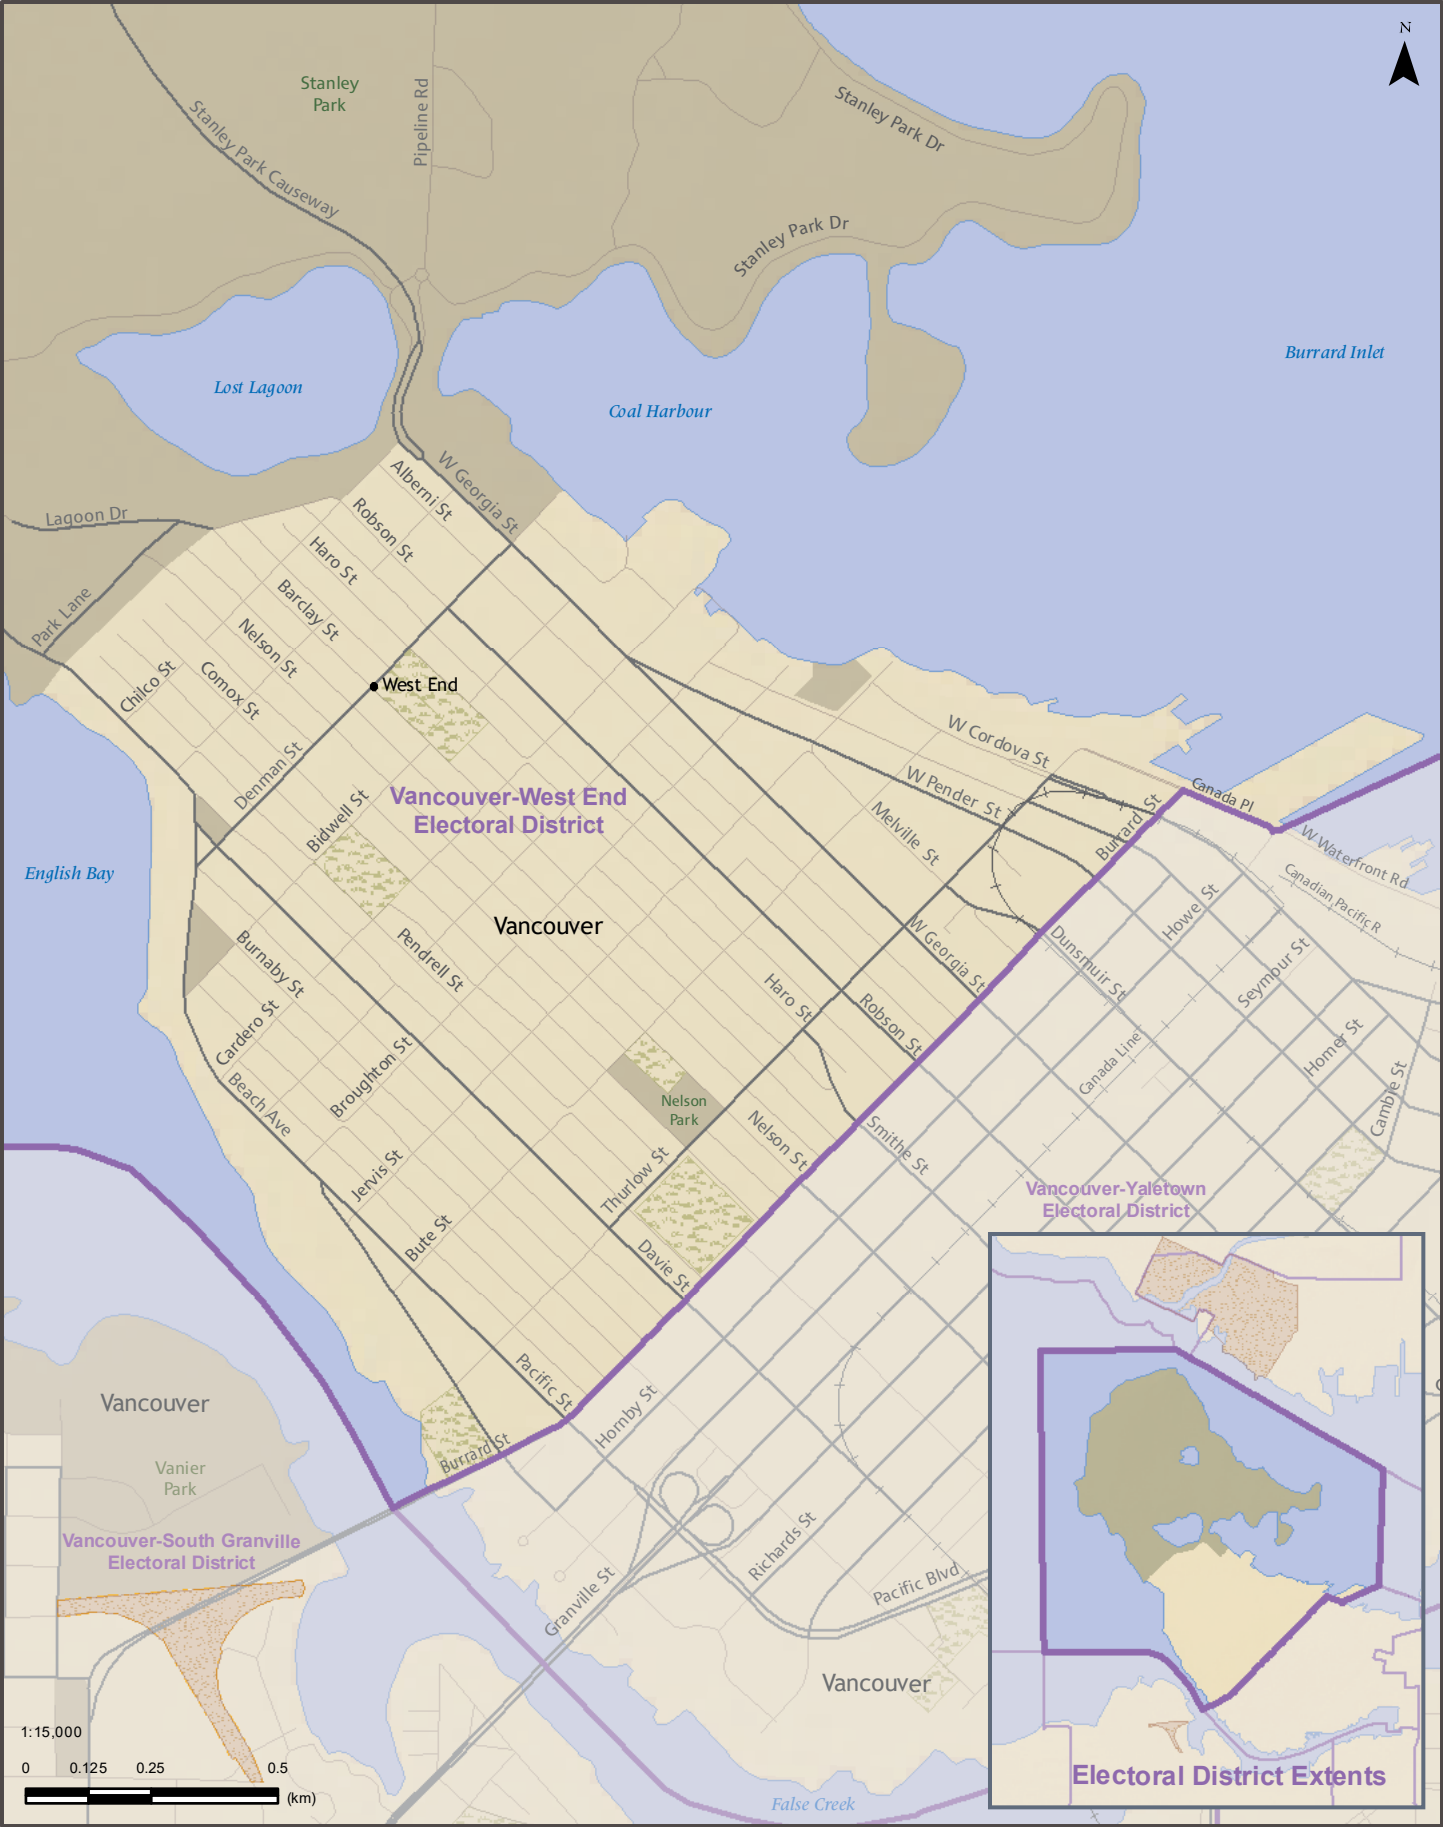 N
Stanley
Park
Pipeline Rd
Stanley Park Dr
Stanley Park Causeway
Stanley Park Dr
Burrard Inlet
Lost Lagoon
Coal Harbour
W Georgia St
Alberni St
Robson St
Lagoon Dr
Haro St
Barclay St
Park Lane
Nelson St
Comox St
Chilco St
West End
W Cordova St
Denman St
W Pender St
Canada Pl
Vancouver-West End
Electoral District
Bidwell St
Melville St
Burrard St
W Waterfront Rd
English Bay
Canadian Pacific R
Howe St
Vancouver
W Georgia St
Dunsmuir St
Seymour St
Burnaby St
Pendrell St
Haro St
Robson St
Cardero St
Homer St
Broughton St
Canada Line
Cambie St
Beach Ave
Nelson
Park
Nelson St
Smithe St
Jervis St
Thurlow St
Vancouver-Yaletown
Electoral District
Bute St
Davie St
Pacific St
Hornby St
Vancouver
Burrard St
Vanier
Park
Vancouver-South Granville
Electoral District
Richards St
Granville St
Pacific Blvd
Vancouver
1:15,000
0 0.125 0.25 0.5
(km)
False Creek
Electoral District Extents